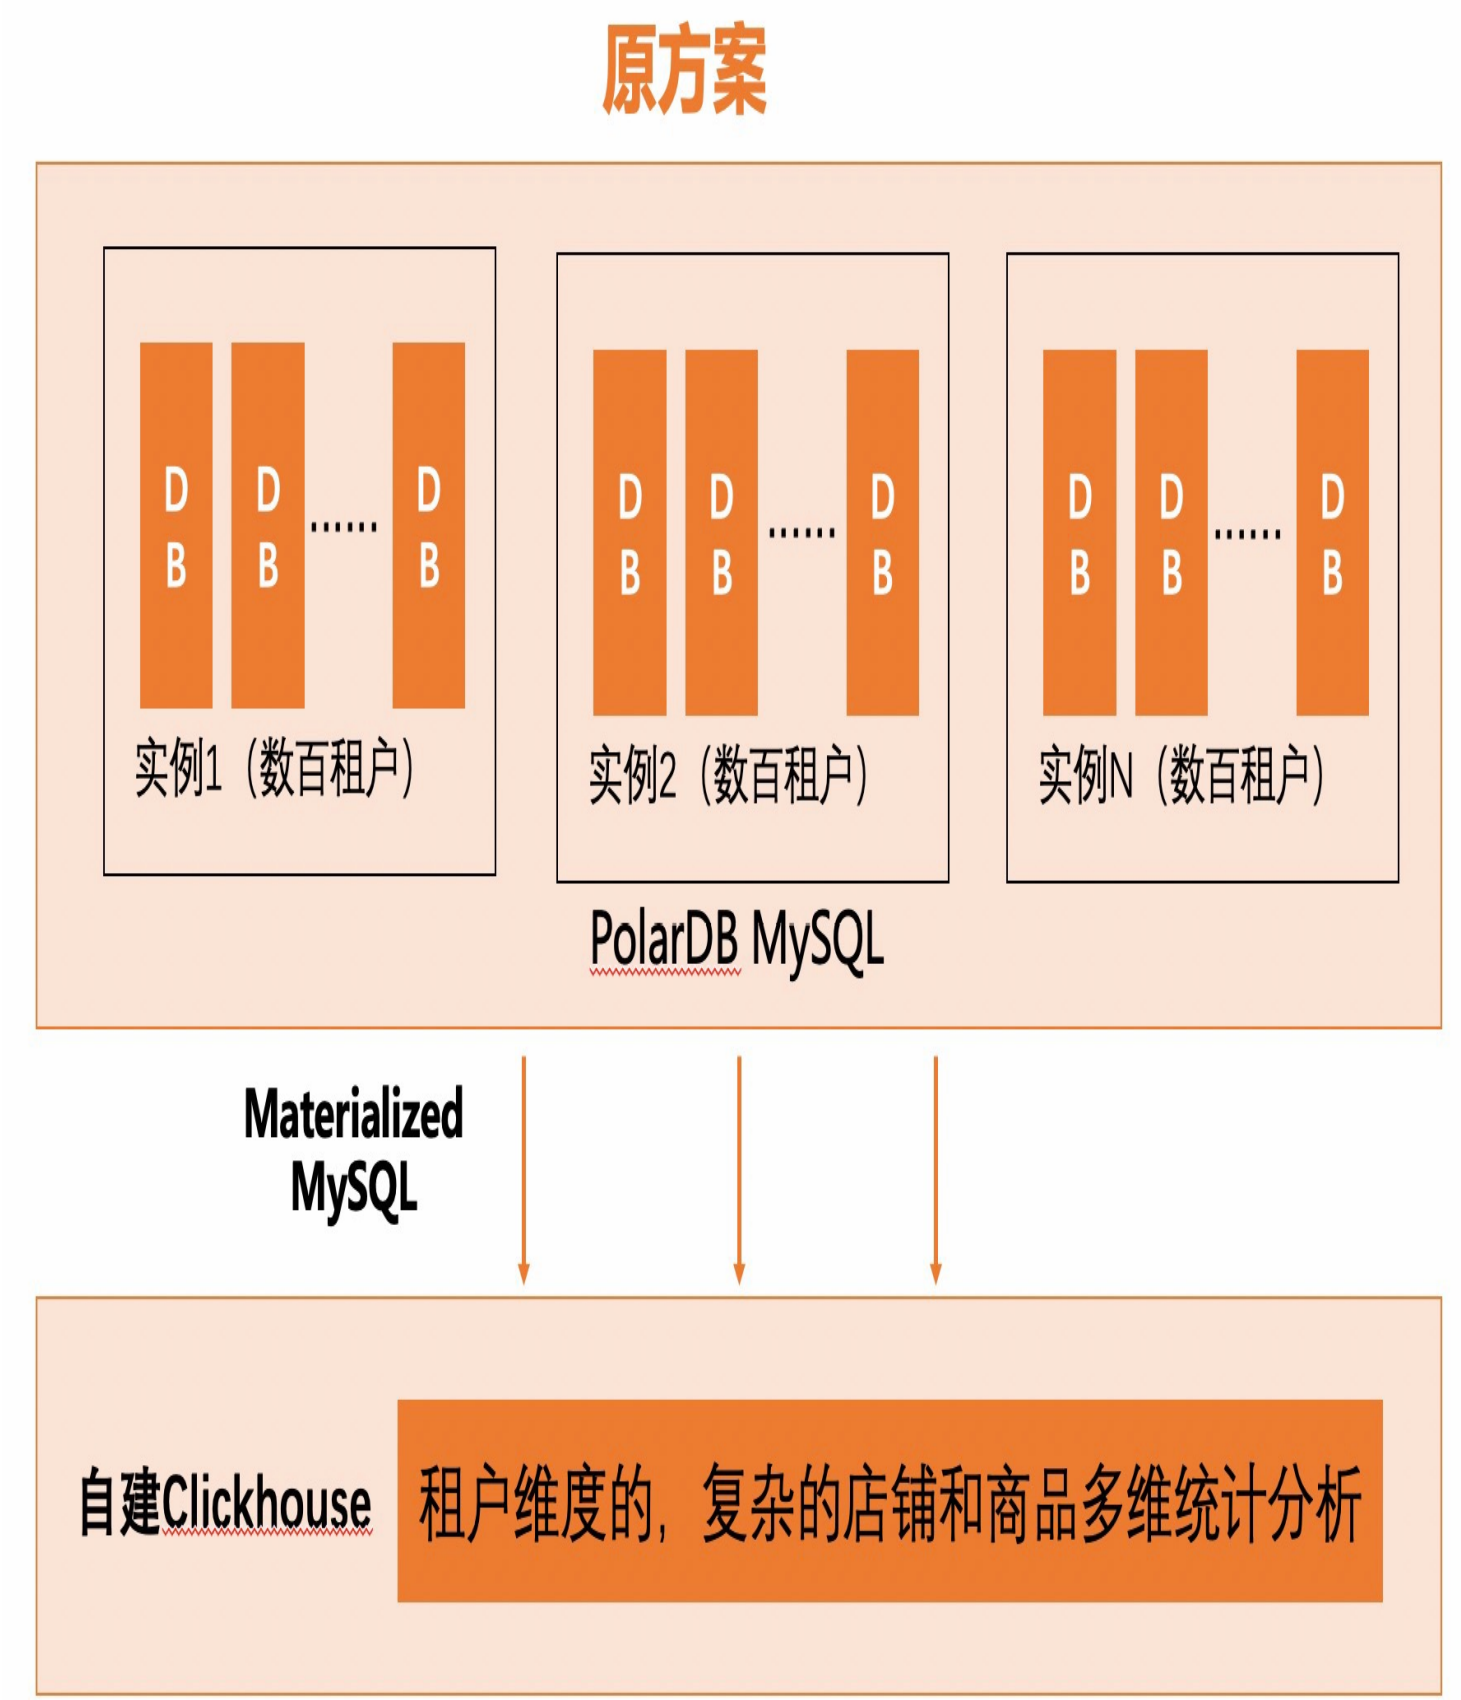 原方案
D
B
D
B
......
D
B
实例1（数百租户）
D
B
D
B
......
D
B
实例2（数百租户）
D
B
D
B
......
D
B
实例N（数百租户）
PolarDB MySQL
Materialized
MySQL
自建Clickhouse
租户维度的，复杂的店铺和商品多维统计分析